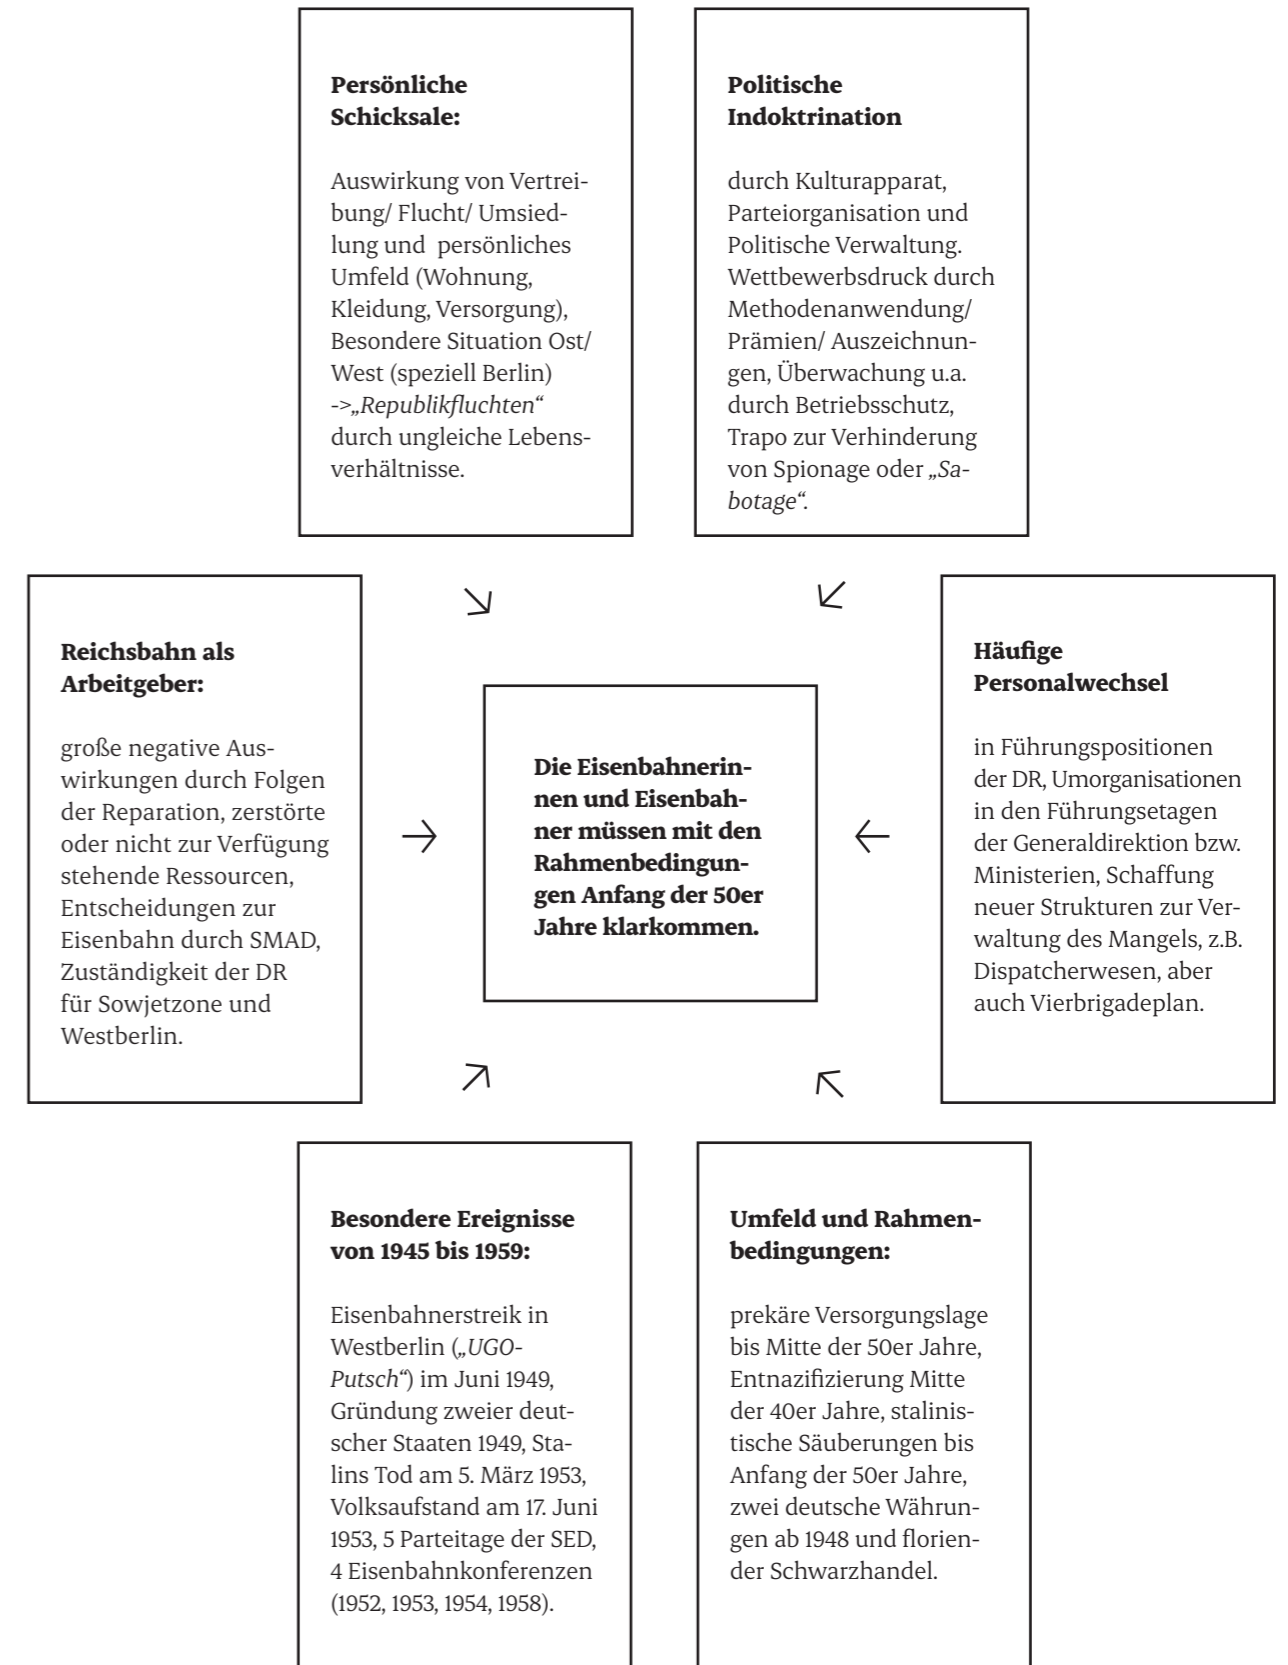 Persönliche
Schicksale:
Auswirkung von Vertrei-
bung/ Flucht/ Umsied-
lung und  persönliches
Umfeld (Wohnung,
Kleidung, Versorgung),
Besondere Situation Ost/
West (speziell Berlin)
->„Republikfluchten“
durch ungleiche Lebens-
verhältnisse.
Politische
Indoktrination
durch Kulturapparat,
Parteiorganisation und
Politische Verwaltung.
Wettbewerbsdruck durch
Methodenanwendung/
Prämien/ Auszeichnun-
gen, Überwachung u.a.
durch Betriebsschutz,
Trapo zur Verhinderung
von Spionage oder „Sa-
botage“.
Reichsbahn als
Arbeitgeber:
große negative Aus-
wirkungen durch Folgen
der Reparation, zerstörte
oder nicht zur Verfügung
stehende Ressourcen,
Entscheidungen zur
Eisenbahn durch SMAD,
Zuständigkeit der DR
für Sowjetzone und
Westberlin.
Die Eisenbahnerin-
nen und Eisenbah-
ner müssen mit den
Rahmenbedingun-
gen Anfang der 50er
Jahre klarkommen.
Häufige
Personalwechsel
in Führungspositionen
der DR, Umorganisationen
in den Führungsetagen
der Generaldirektion bzw.
Ministerien, Schaffung
neuer Strukturen zur Ver-
waltung des Mangels, z.B.
Dispatcherwesen, aber
auch Vierbrigadeplan.
Besondere Ereignisse
von 1945 bis 1959:
Eisenbahnerstreik in
Westberlin („UGO-
Putsch“) im Juni 1949,
Gründung zweier deut-
scher Staaten 1949, Sta-
lins Tod am 5. März 1953,
Volksaufstand am 17. Juni
1953, 5 Parteitage der SED,
4 Eisenbahnkonferenzen
(1952, 1953, 1954, 1958).
Umfeld und Rahmen-
bedingungen:
prekäre Versorgungslage
bis Mitte der 50er Jahre,
Entnazifizierung Mitte
der 40er Jahre, stalinis-
tische Säuberungen bis
Anfang der 50er Jahre,
zwei deutsche Währun-
gen ab 1948 und florien-
der Schwarzhandel.